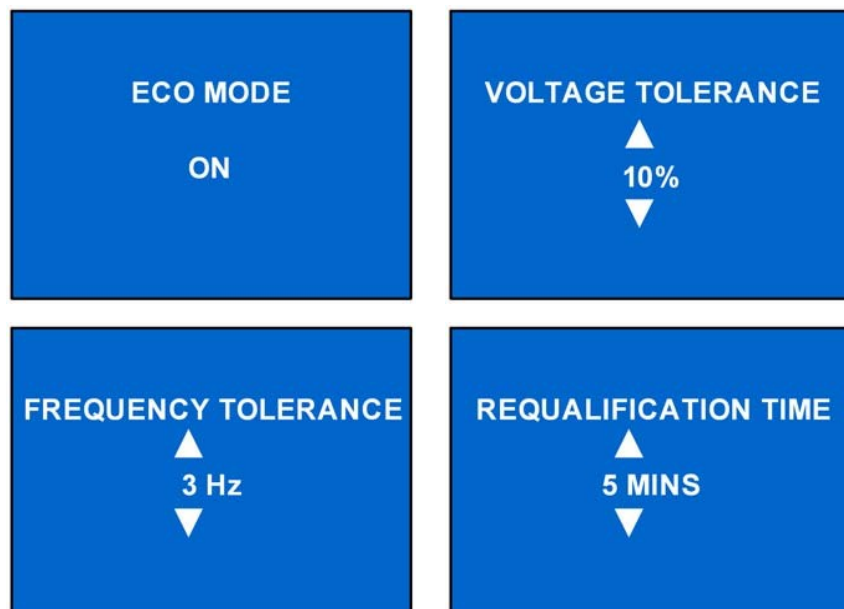 ECO MODE
ON
VOLTAGE TOLERANCE
10%
FREQUENCY TOLERANCE
3 Hz
REQUALIFICATION TIME
5 MINS